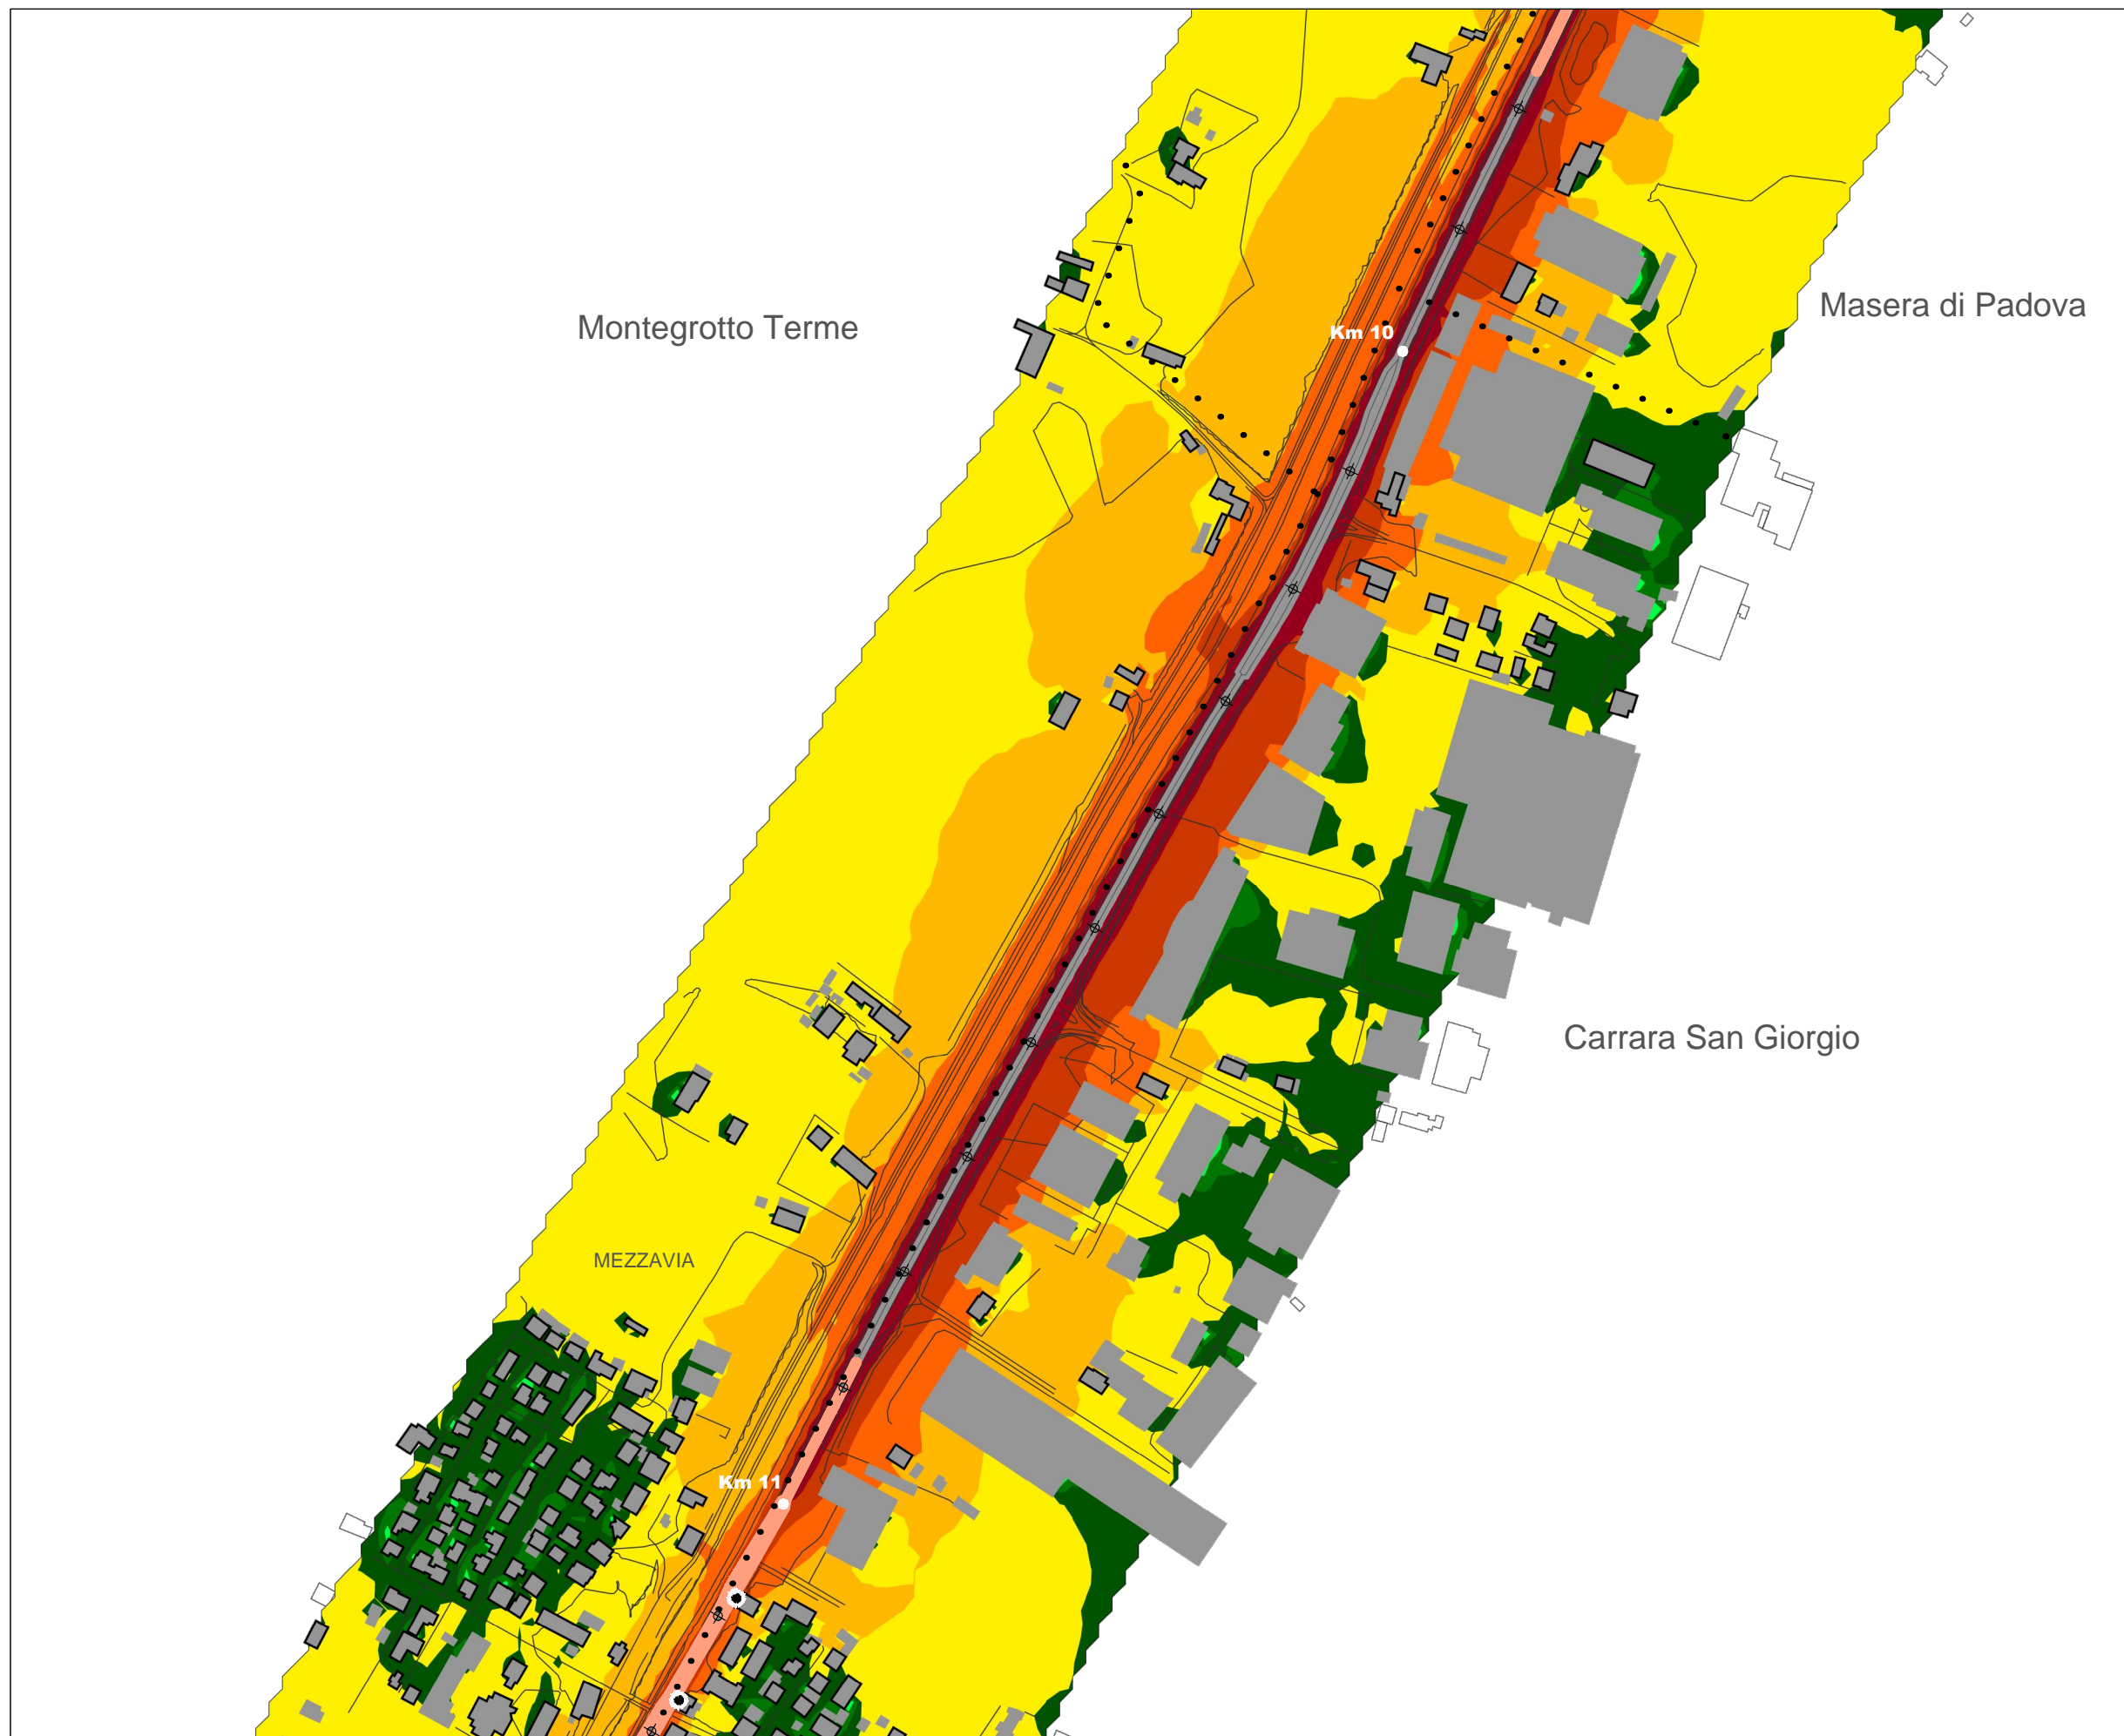 Masera di Padova
Montegrotto Terme
Km 10
Carrara San Giorgio
MEZZAVIA
Km 11